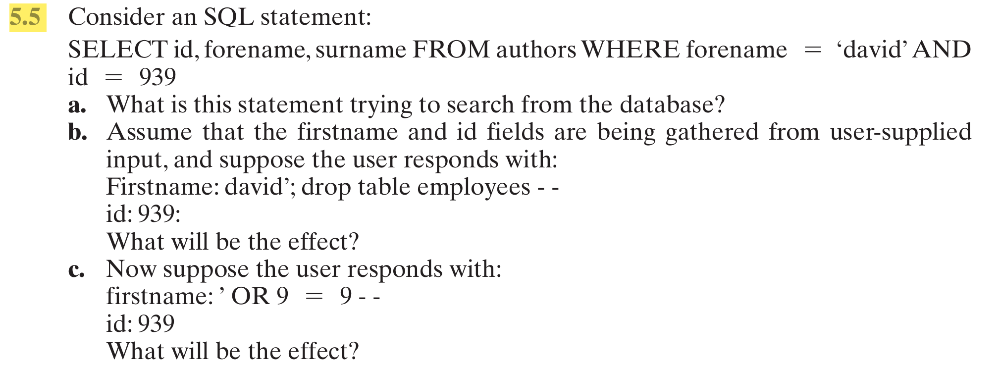 5.5 Consider an SQL statement:
SELECT id, forename, surname FROM authors WHERE forename = ‘david’ AND
id = 939
a. What is this statement trying to search from the database?
b. Assume that the firstname and id fields are being gathered from user-supplied
input, and suppose the user responds with:
Firstname: david’; drop table employees - -
id: 939:
What will be the effect?
c. Now suppose the user responds with:
firstname: ’ OR 9 = 9 - -
id: 939
What will be the effect?